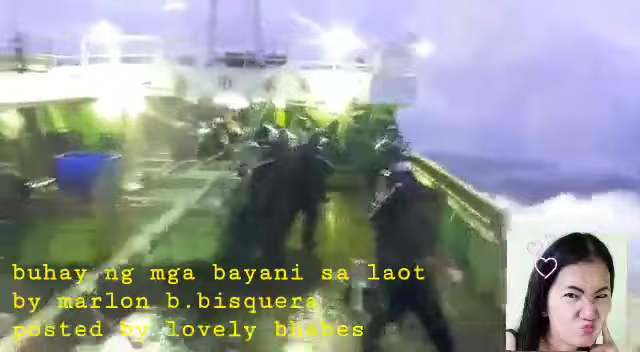 buhay ng mga bayani sa laot
by marlon b.bisquera
posted by lovely bhabes